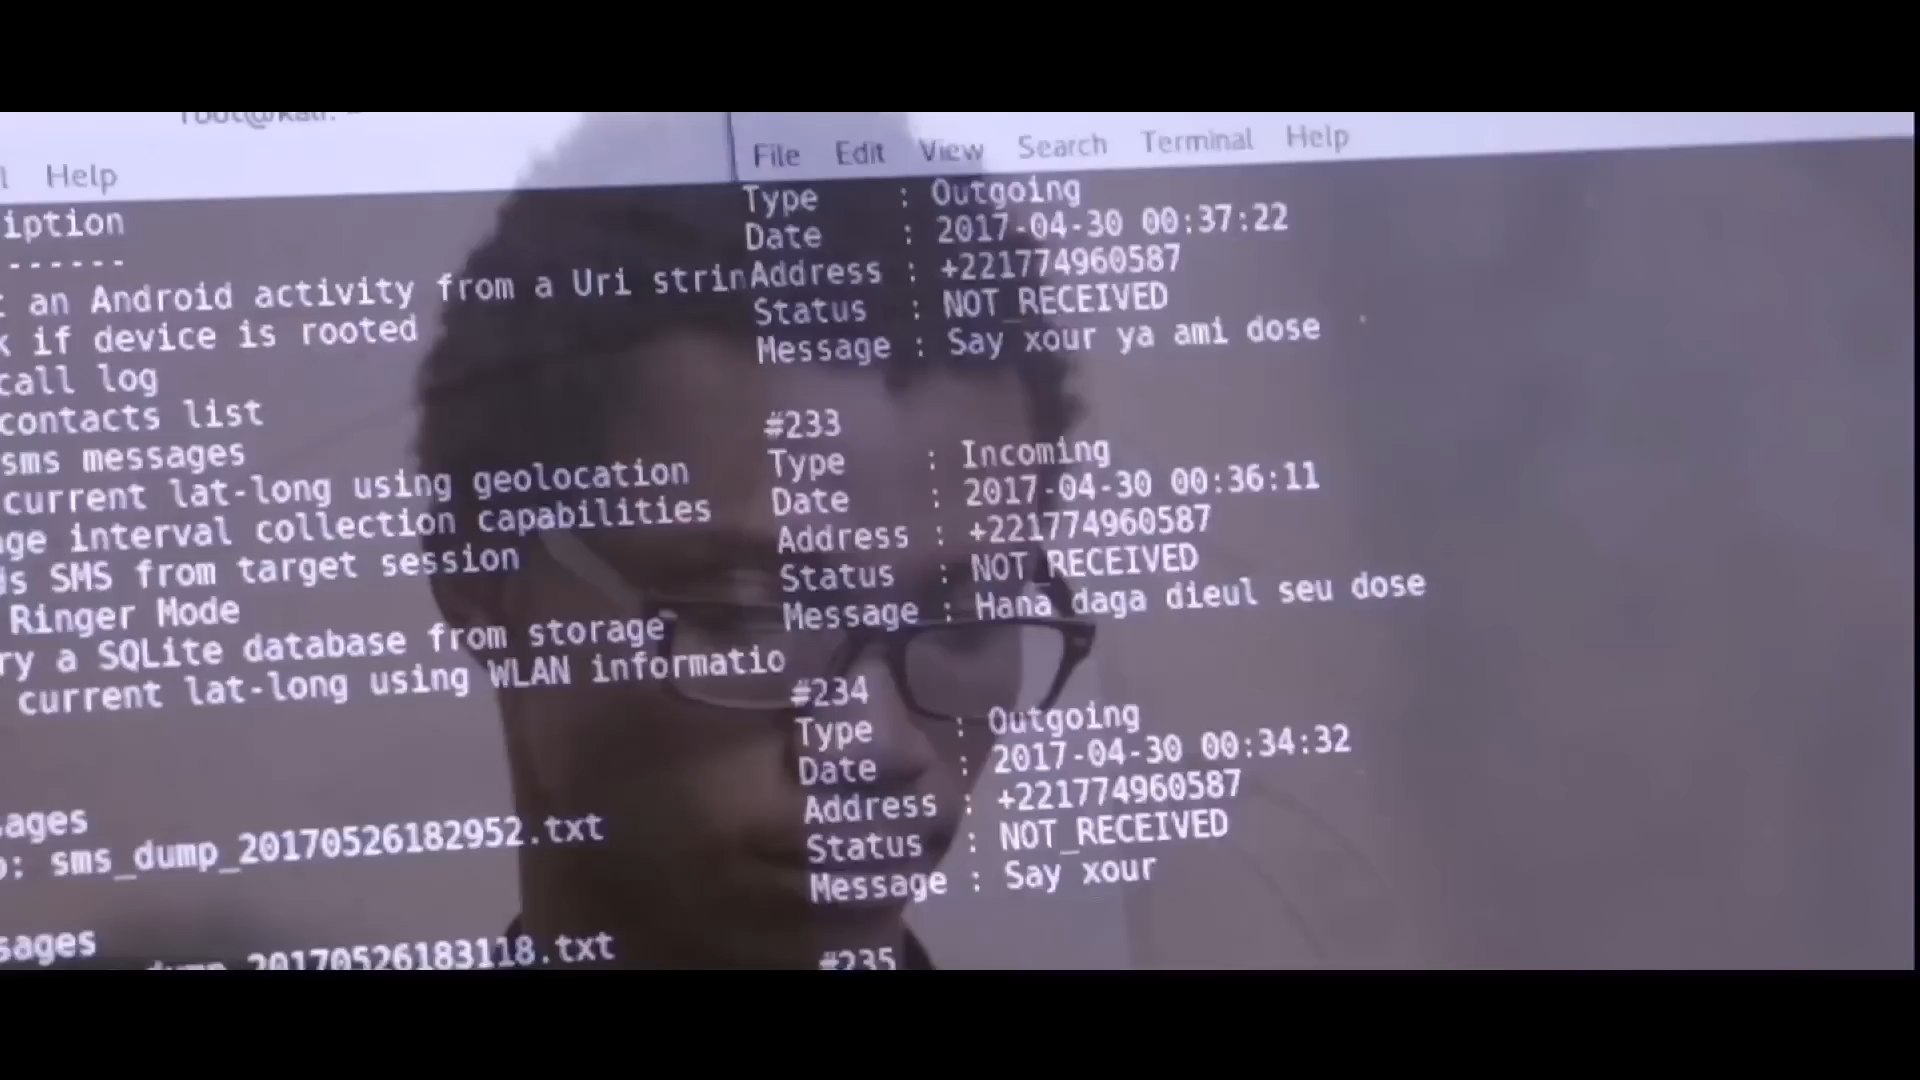 Help
iption
------
an Android activity from a Uri strin
if device is rooted
call log
contacts list
sms messages
current lat-long using geolocation
interval collection capabilities
SMS from target session
Ringer Mode
a SQLite database from storage
current lat-long using WLAN informatio
ages
: sms_dump_20170526182952.txt
sages
20170526183118.txt
File Edit View Search Terminal Help
Type : Outgoing
Date : 2017-04-30 00:37:22
Address : +221774960587
Status : NOT_RECEIVED
Message : Say xour ya ami dose
#233
Type : Incoming
Date : 2017-04-30 00:36:11
Address : +221774960587
Status : NOT_RECEIVED
Message : Hana daga dieul seu dose
#234
Type : Outgoing
Date : 2017-04-30 00:34:32
Address : +221774960587
Status : NOT_RECEIVED
Message : Say xour
#235